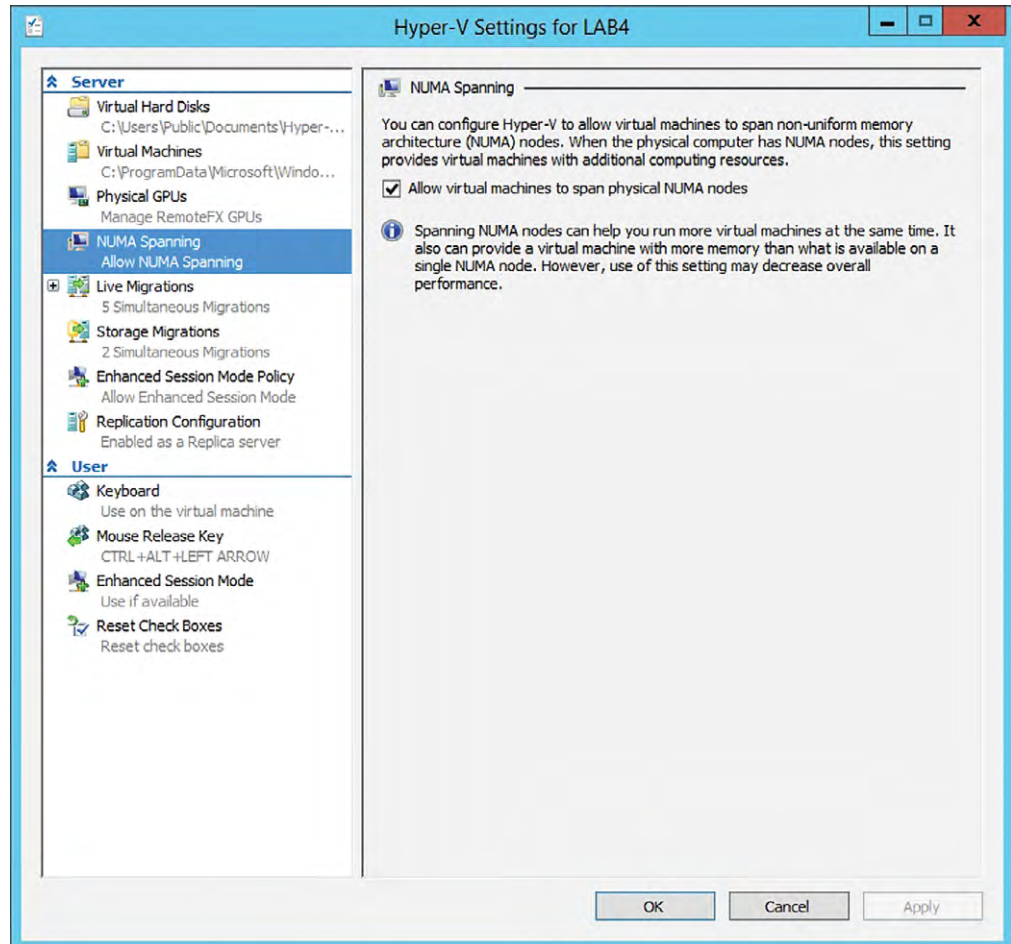 Hyper-V Settings for LAB4
Server
Virtual Hard Disks
C:\Users\Public\Documents\Hyper-...
Virtual Machines
C:\ProgramData\Microsoft\Windo...
Physical GPUs
Manage RemoteFX GPUs
NUMA Spanning
Allow NUMA Spanning
Live Migrations
5 Simultaneous Migrations
Storage Migrations
2 Simultaneous Migrations
Enhanced Session Mode Policy
Allow Enhanced Session Mode
Replication Configuration
Enabled as a Replica server
User
Keyboard
Use on the virtual machine
Mouse Release Key
CTRL+ALT+LEFT ARROW
Enhanced Session Mode
Use if available
Reset Check Boxes
Reset check boxes
NUMA Spanning
You can configure Hyper-V to allow virtual machines to span non-uniform memory
architecture (NUMA) nodes. When the physical computer has NUMA nodes, this setting
provides virtual machines with additional computing resources.
Allow virtual machines to span physical NUMA nodes
Spanning NUMA nodes can help you run more virtual machines at the same time. It
also can provide a virtual machine with more memory than what is available on a
single NUMA node. However, use of this setting may decrease overall
performance.
OK
Cancel
Apply